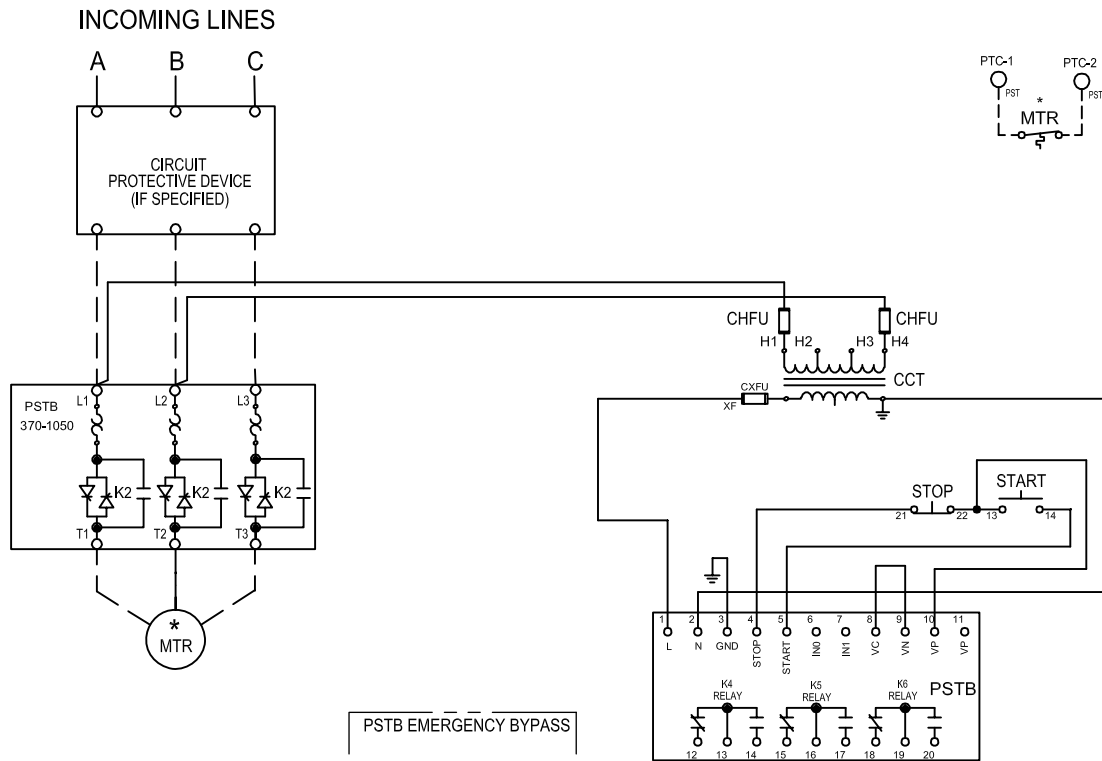 INCOMING LINES
A B C
PTC-1 PTC-2
PST PST
*
MTR
CIRCUIT
PROTECTIVE DEVICE
(IF SPECIFIED)
CHFU CHFU
H1 H2 H3 H4
CCT
CXFU
XF
L1 L2 L3
PSTB
370-1050
K2 K2 K2
T1 T2 T3
*
MTR
STOP START
21 22 13 14
1 2 3 4 5 6 7 8 9 10 11
L N GND STOP START IN0 IN1 VC VN VP VP
PSTB
K4
RELAY
K5
RELAY
K6
RELAY
12 13 14 15 16 17 18 19 20
PSTB EMERGENCY BYPASS